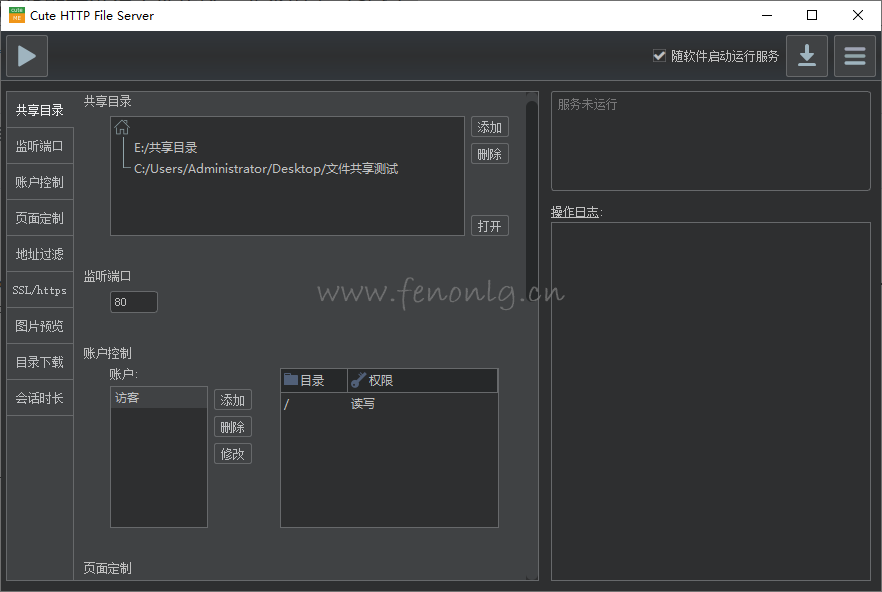 cute
NE
Cute HTTP File Server
随软件启动运行服务
共享目录
监听端口
账户控制
页面定制
地址过滤
SSL/https
图片预览
目录下载
会话时长
共享目录
E:/共享目录
C:/Users/Administrator/Desktop/文件共享测试
添加
删除
打开
监听端口
80
账户控制
账户:
访客
添加
删除
修改
目录 权限
/ 读写
页面定制
服务未运行
操作日志:
www.fenonlg.cn